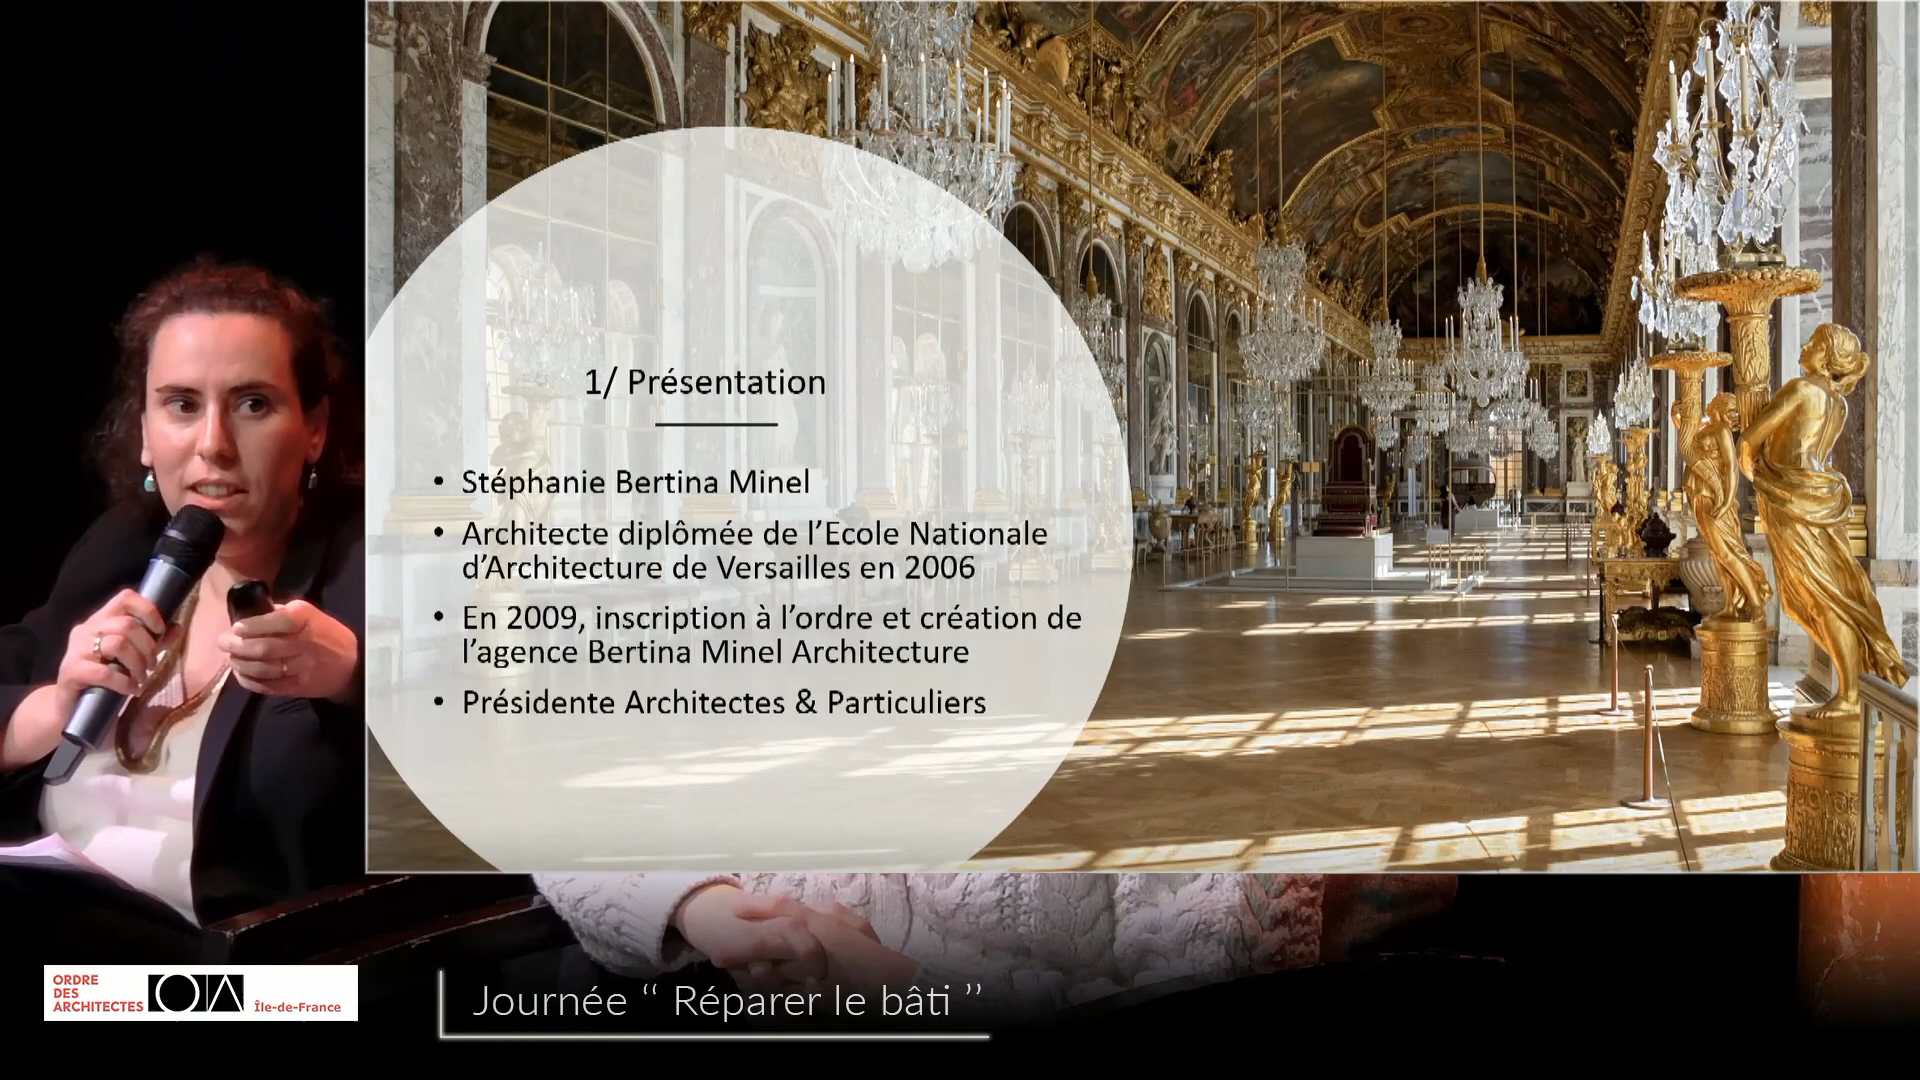 1/ Présentation
• Stéphanie Bertina Minel
• Architecte diplômée de l’Ecole Nationale
d’Architecture de Versailles en 2006
• En 2009, inscription à l’ordre et création de
l’agence Bertina Minel Architecture
• Présidente Architectes & Particuliers
ORDRE
DES
ARCHITECTES
OA
Île-de-France
Journée “ Réparer le bâti ”